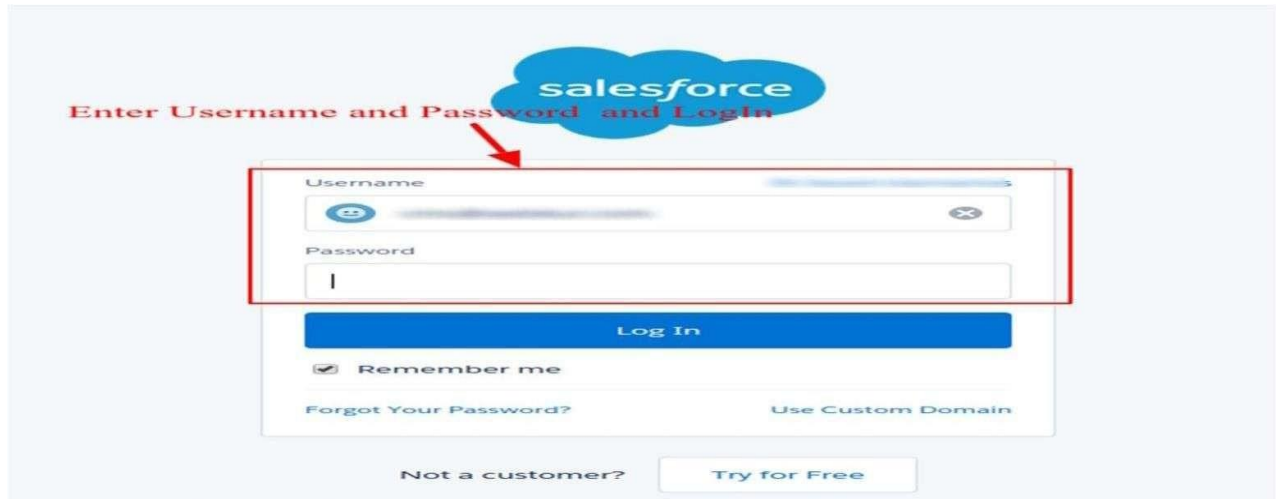 salesforce
Enter Username and Password and LogIn
Username
Password
Log In
Remember me
Forgot Your Password? Use Custom Domain
Not a customer? Try for Free